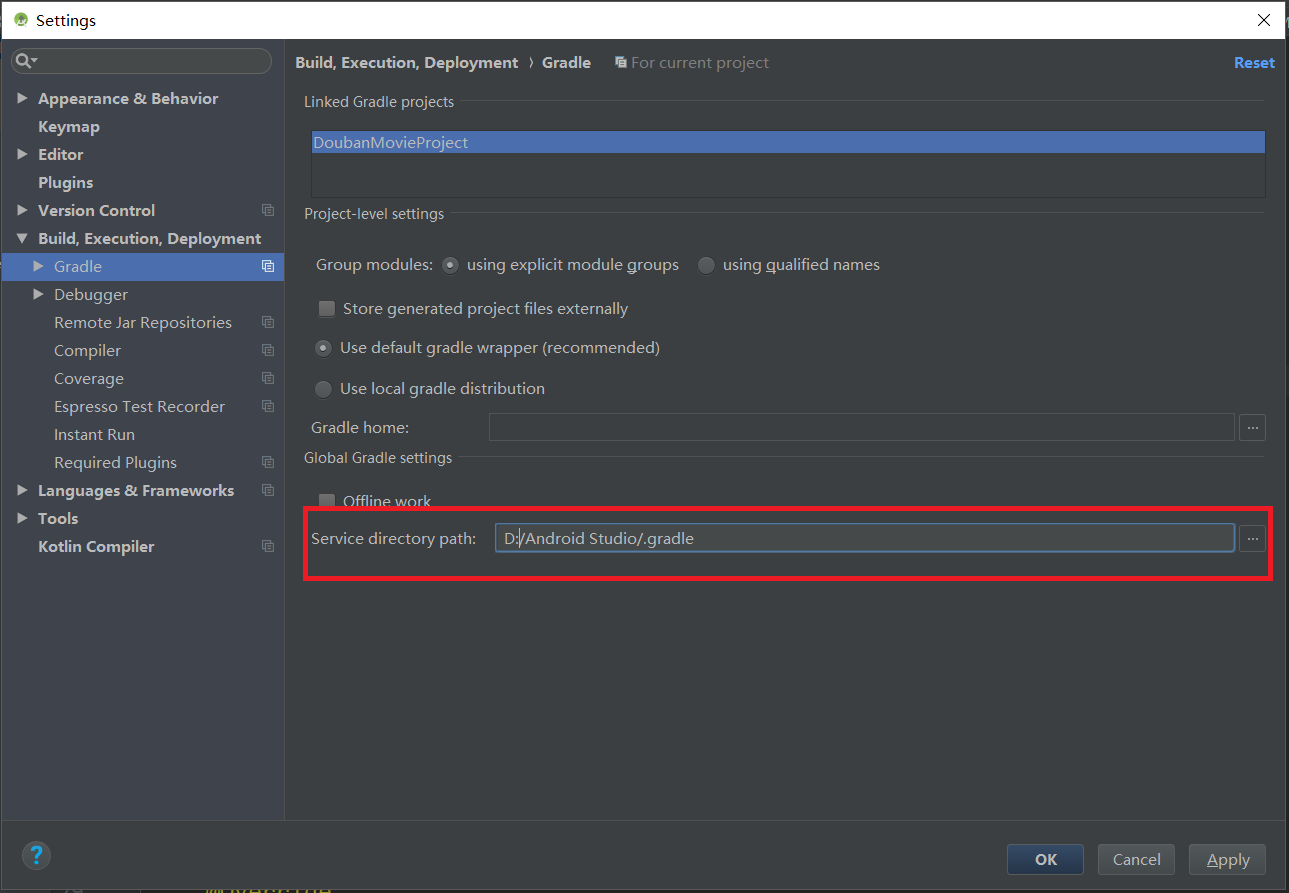 Settings
Build, Execution, Deployment › Gradle For current project Reset
Appearance & Behavior
Keymap
Editor
Plugins
Version Control
Build, Execution, Deployment
Gradle
Debugger
Remote Jar Repositories
Compiler
Coverage
Espresso Test Recorder
Instant Run
Required Plugins
Languages & Frameworks
Tools
Kotlin Compiler
Linked Gradle projects
DoubanMovieProject
Project-level settings
Group modules: using explicit module groups using qualified names
Store generated project files externally
Use default gradle wrapper (recommended)
Use local gradle distribution
Gradle home: ...
Global Gradle settings
Offline work
Service directory path: D:/Android Studio/.gradle ...
? OK Cancel Apply